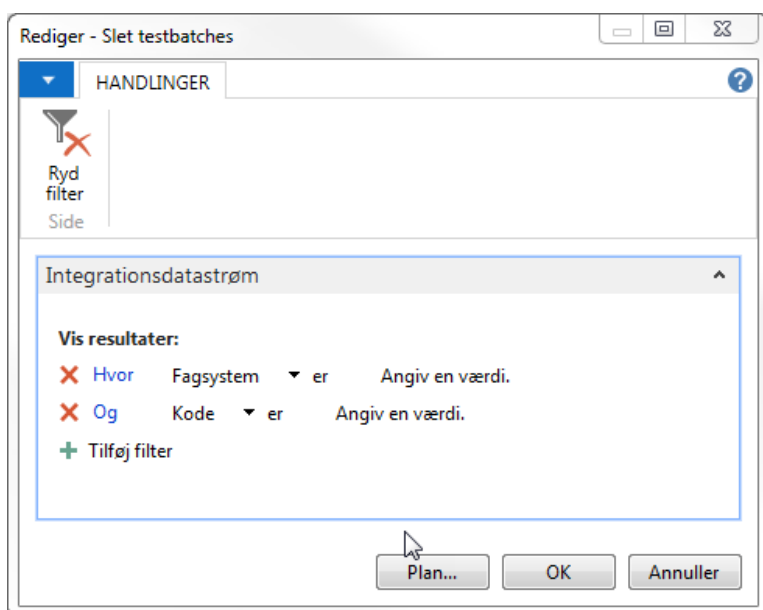 Rediger - Slet testbatches
HANDLINGER
Ryd
filter
Side
Integrationsdatastrøm
Vis resultater:
Hvor Fagsystem er Angiv en værdi.
Og Kode er Angiv en værdi.
Tilføj filter
Plan... OK Annuller